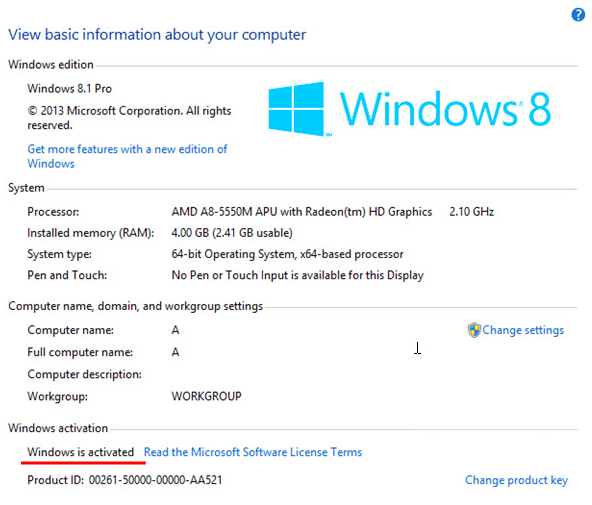 ?
View basic information about your computer
Windows edition
Windows 8.1 Pro
© 2013 Microsoft Corporation. All rights
reserved.
Get more features with a new edition of
Windows
Windows® 8
™
System
Processor: AMD A8-5550M APU with Radeon(tm) HD Graphics 2.10 GHz
Installed memory (RAM): 4.00 GB (2.41 GB usable)
System type: 64-bit Operating System, x64-based processor
Pen and Touch: No Pen or Touch Input is available for this Display
Computer name, domain, and workgroup settings
Computer name: A Change settings
Full computer name: A
Computer description:
Workgroup: WORKGROUP
Windows activation
Windows is activated Read the Microsoft Software License Terms
Product ID: 00261-50000-00000-AA521 Change product key